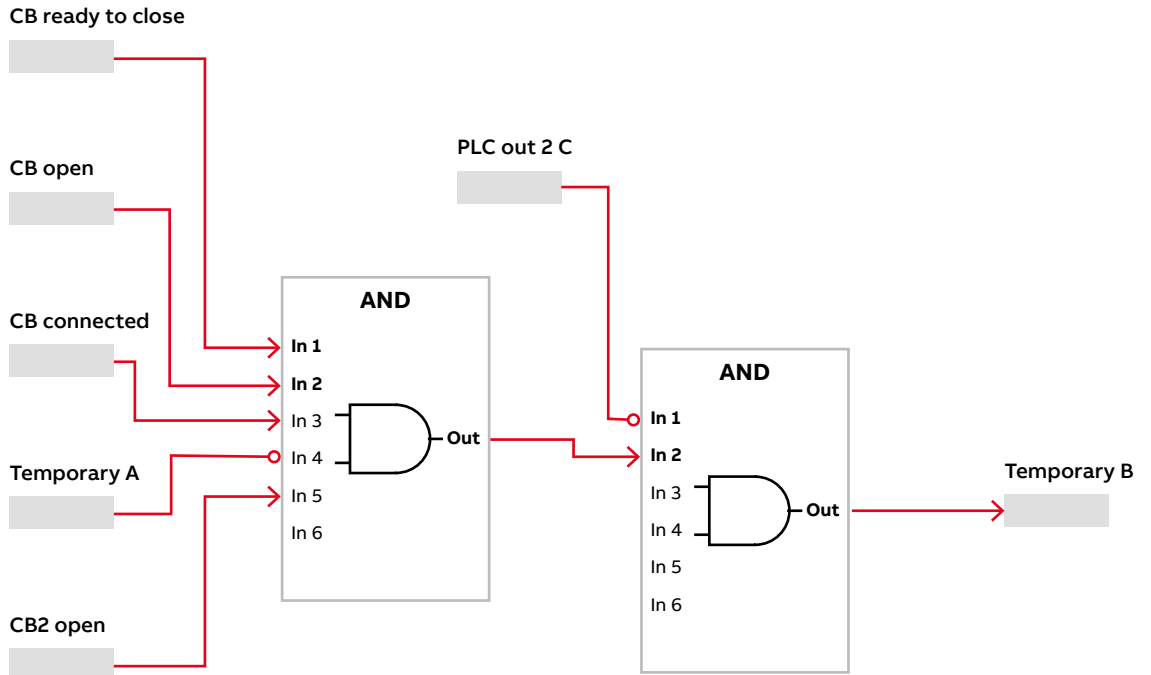 CB ready to close
CB open
CB connected
Temporary A
CB2 open
AND
In 1
In 2
In 3
In 4
In 5
In 6
Out
PLC out 2 C
AND
In 1
In 2
In 3
In 4
In 5
In 6
Out
Temporary B